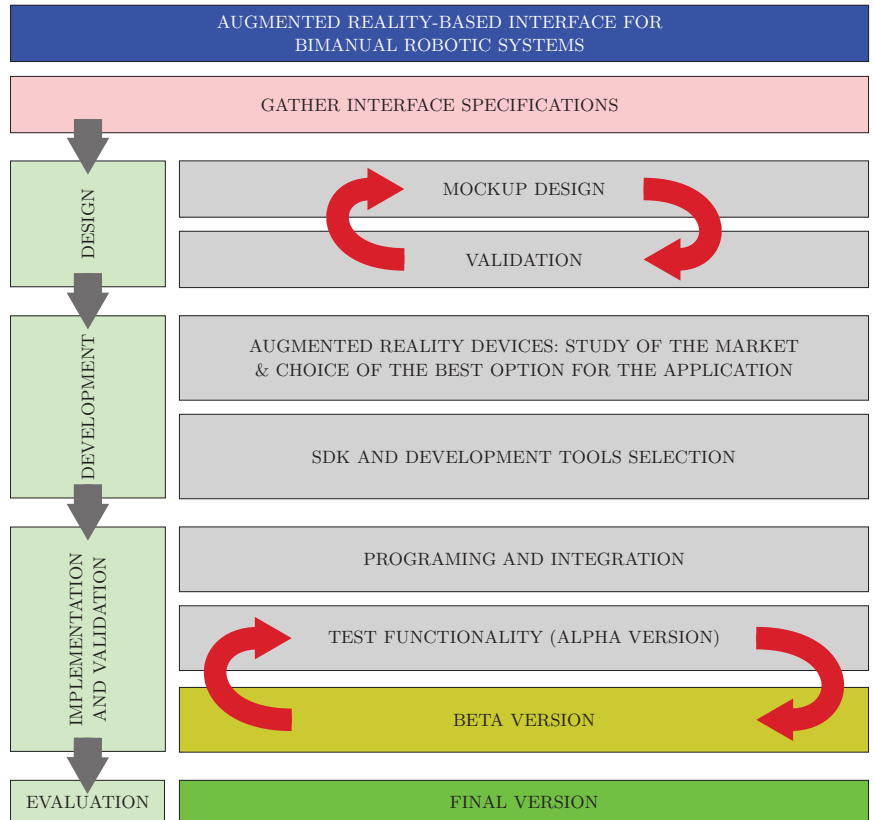 AUGMENTED REALITY-BASED INTERFACE FOR
BIMANUAL ROBOTIC SYSTEMS
GATHER INTERFACE SPECIFICATIONS
DESIGN
MOCKUP DESIGN
VALIDATION
DEVELOPMENT
AUGMENTED REALITY DEVICES: STUDY OF THE MARKET
& CHOICE OF THE BEST OPTION FOR THE APPLICATION
SDK AND DEVELOPMENT TOOLS SELECTION
IMPLEMENTATION
AND VALIDATION
PROGRAMING AND INTEGRATION
TEST FUNCTIONALITY (ALPHA VERSION)
BETA VERSION
EVALUATION
FINAL VERSION